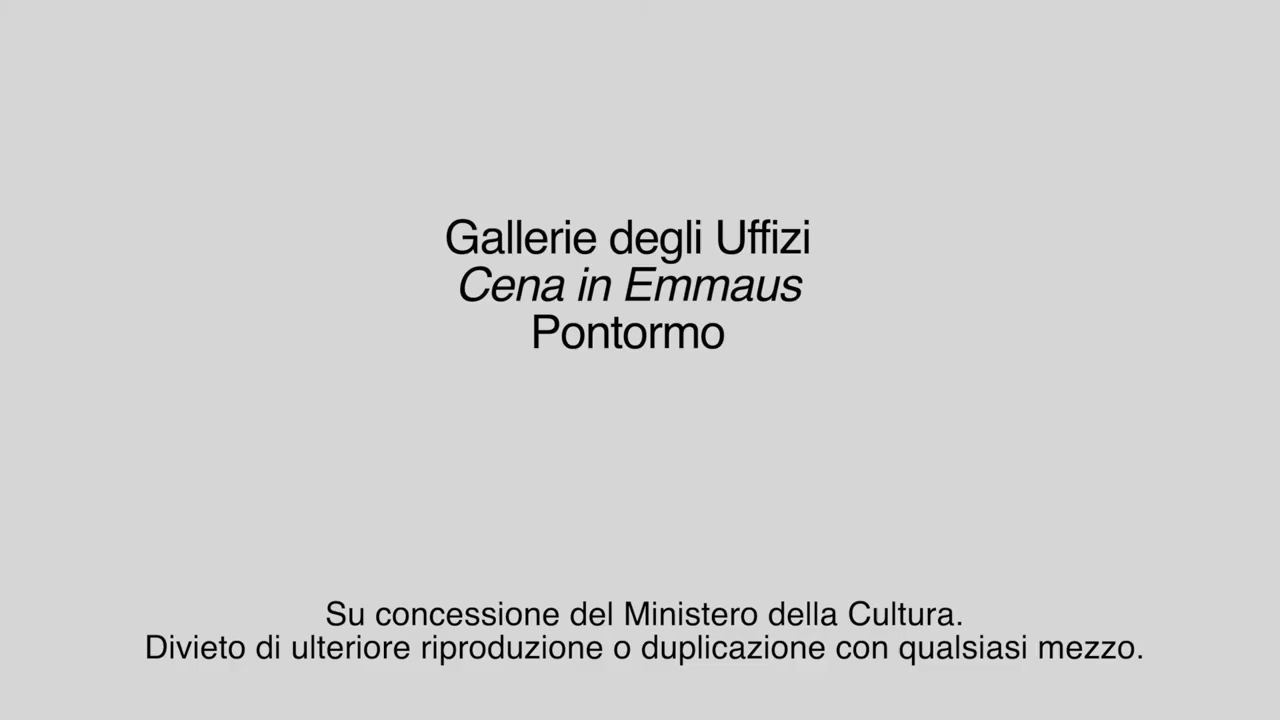 Gallerie degli Uffizi
Cena in Emmaus
Pontormo
Su concessione del Ministero della Cultura.
Divieto di ulteriore riproduzione o duplicazione con qualsiasi mezzo.